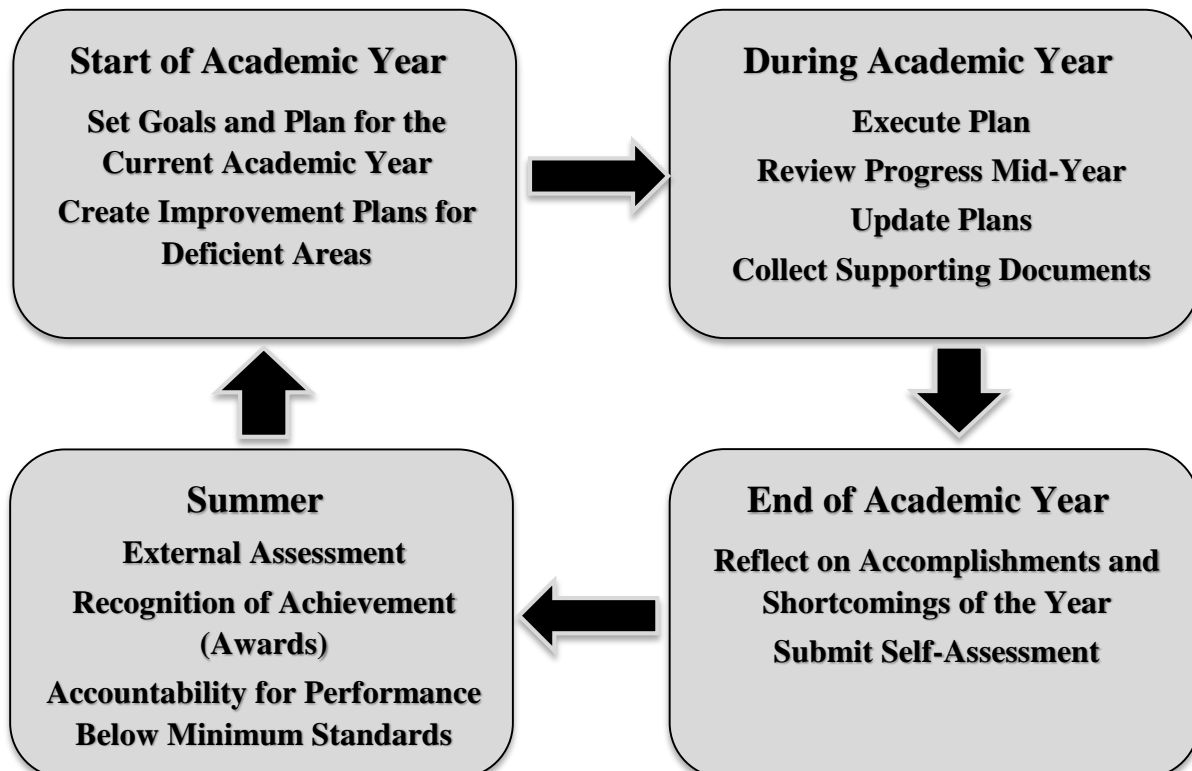 Start of Academic Year
Set Goals and Plan for the
Current Academic Year
Create Improvement Plans for
Deficient Areas
During Academic Year
Execute Plan
Review Progress Mid-Year
Update Plans
Collect Supporting Documents
Summer
External Assessment
Recognition of Achievement
(Awards)
Accountability for Performance
Below Minimum Standards
End of Academic Year
Reflect on Accomplishments and
Shortcomings of the Year
Submit Self-Assessment